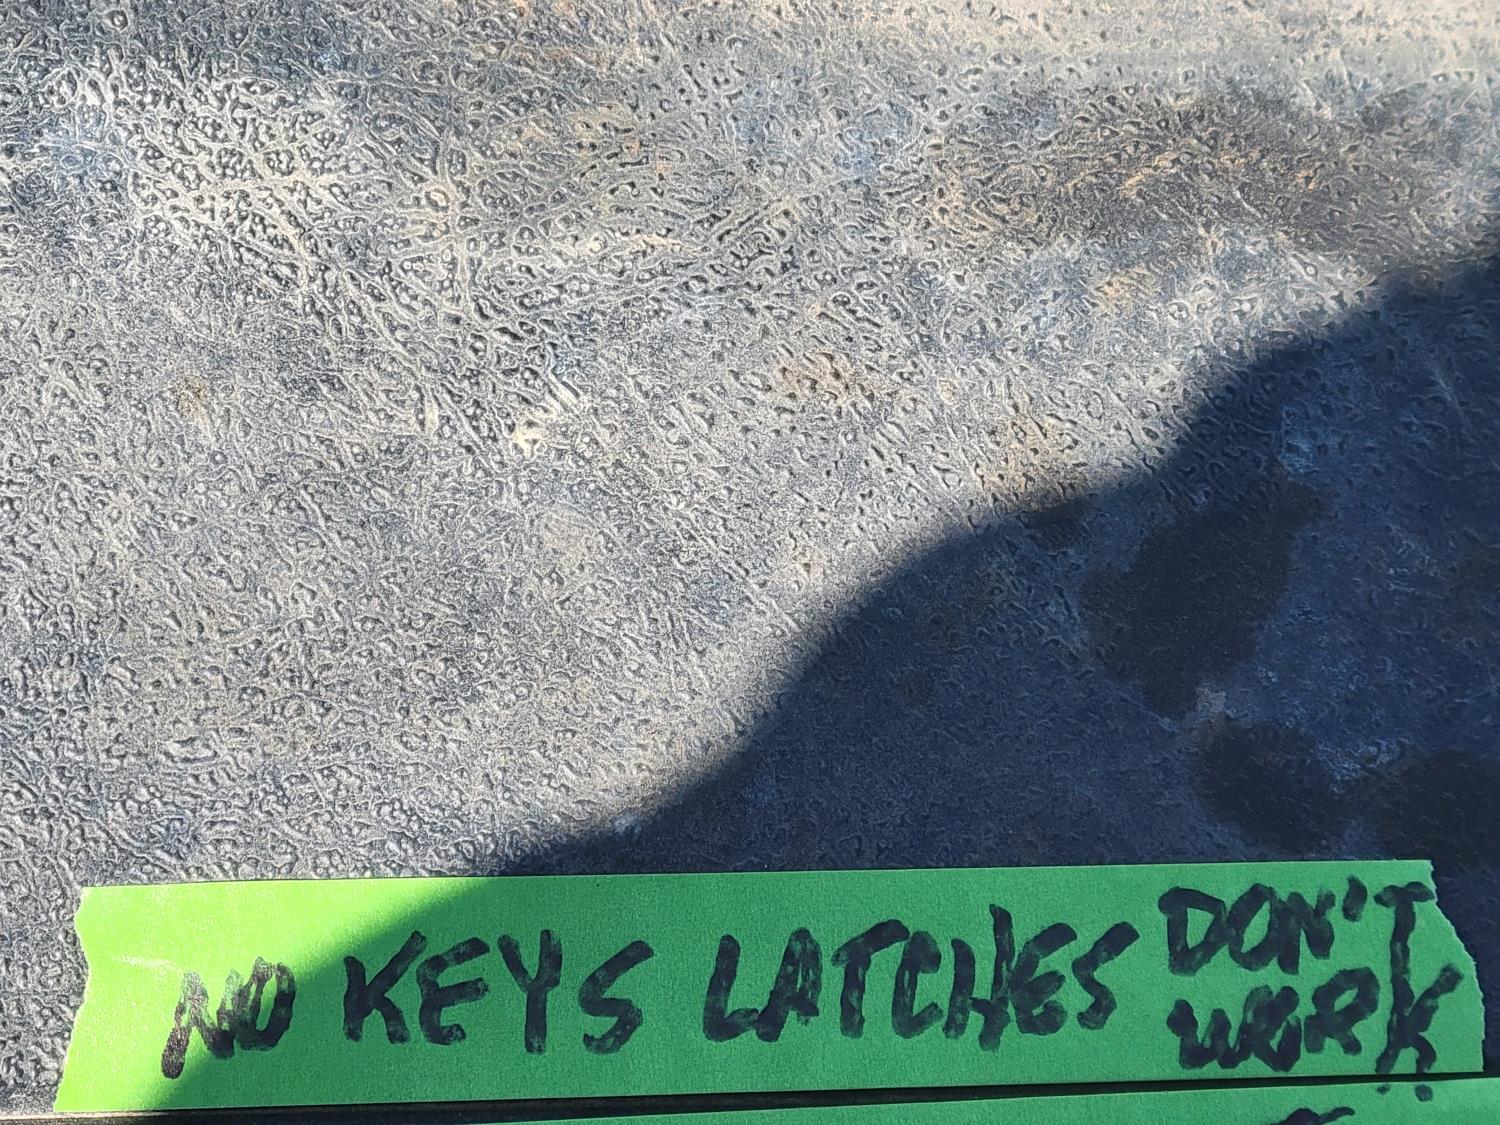 NO KEYS LATCHES DON'T
WORK